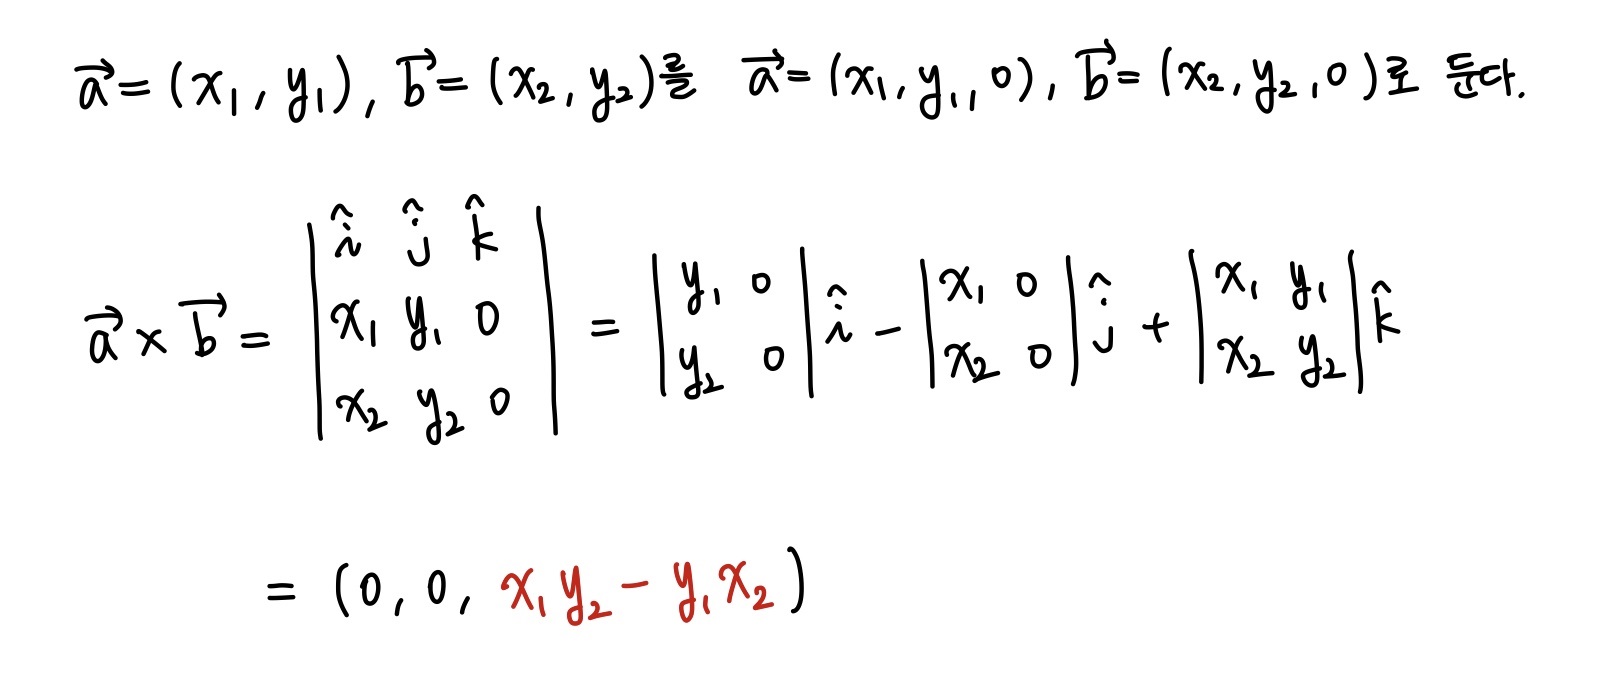 $\vec{a} = (x_1, y_1), \vec{b} = (x_2, y_2)$를 $\vec{a} = (x_1, y_1, 0), \vec{b} = (x_2, y_2, 0)$로 둔다.
$\vec{a} \times \vec{b} = \begin{vmatrix} \hat{i} & \hat{j} & \hat{k} \\ x_1 & y_1 & 0 \\ x_2 & y_2 & 0 \end{vmatrix} = \begin{vmatrix} y_1 & 0 \\ y_2 & 0 \end{vmatrix} \hat{i} - \begin{vmatrix} x_1 & 0 \\ x_2 & 0 \end{vmatrix} \hat{j} + \begin{vmatrix} x_1 & y_1 \\ x_2 & y_2 \end{vmatrix} \hat{k}$
$= (0, 0, x_1 y_2 - y_1 x_2)$